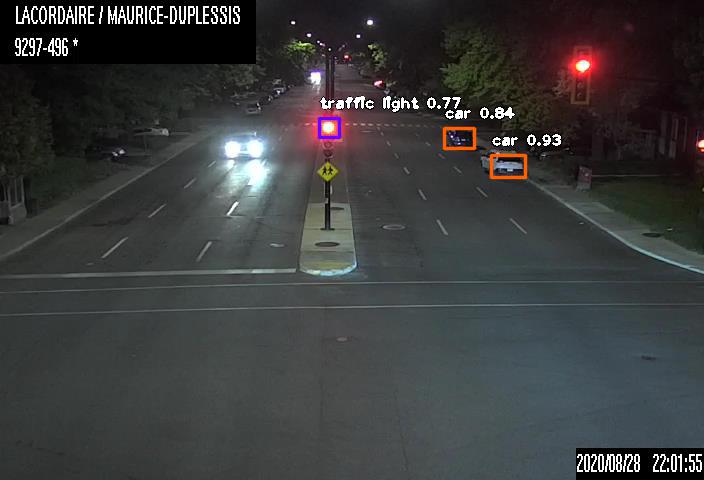 LACORDAIRE / MAURICE-DUPLESSIS
9297-496 *
traffic light 0.77
car 0.84
car 0.93
2020/08/28 22:01:55